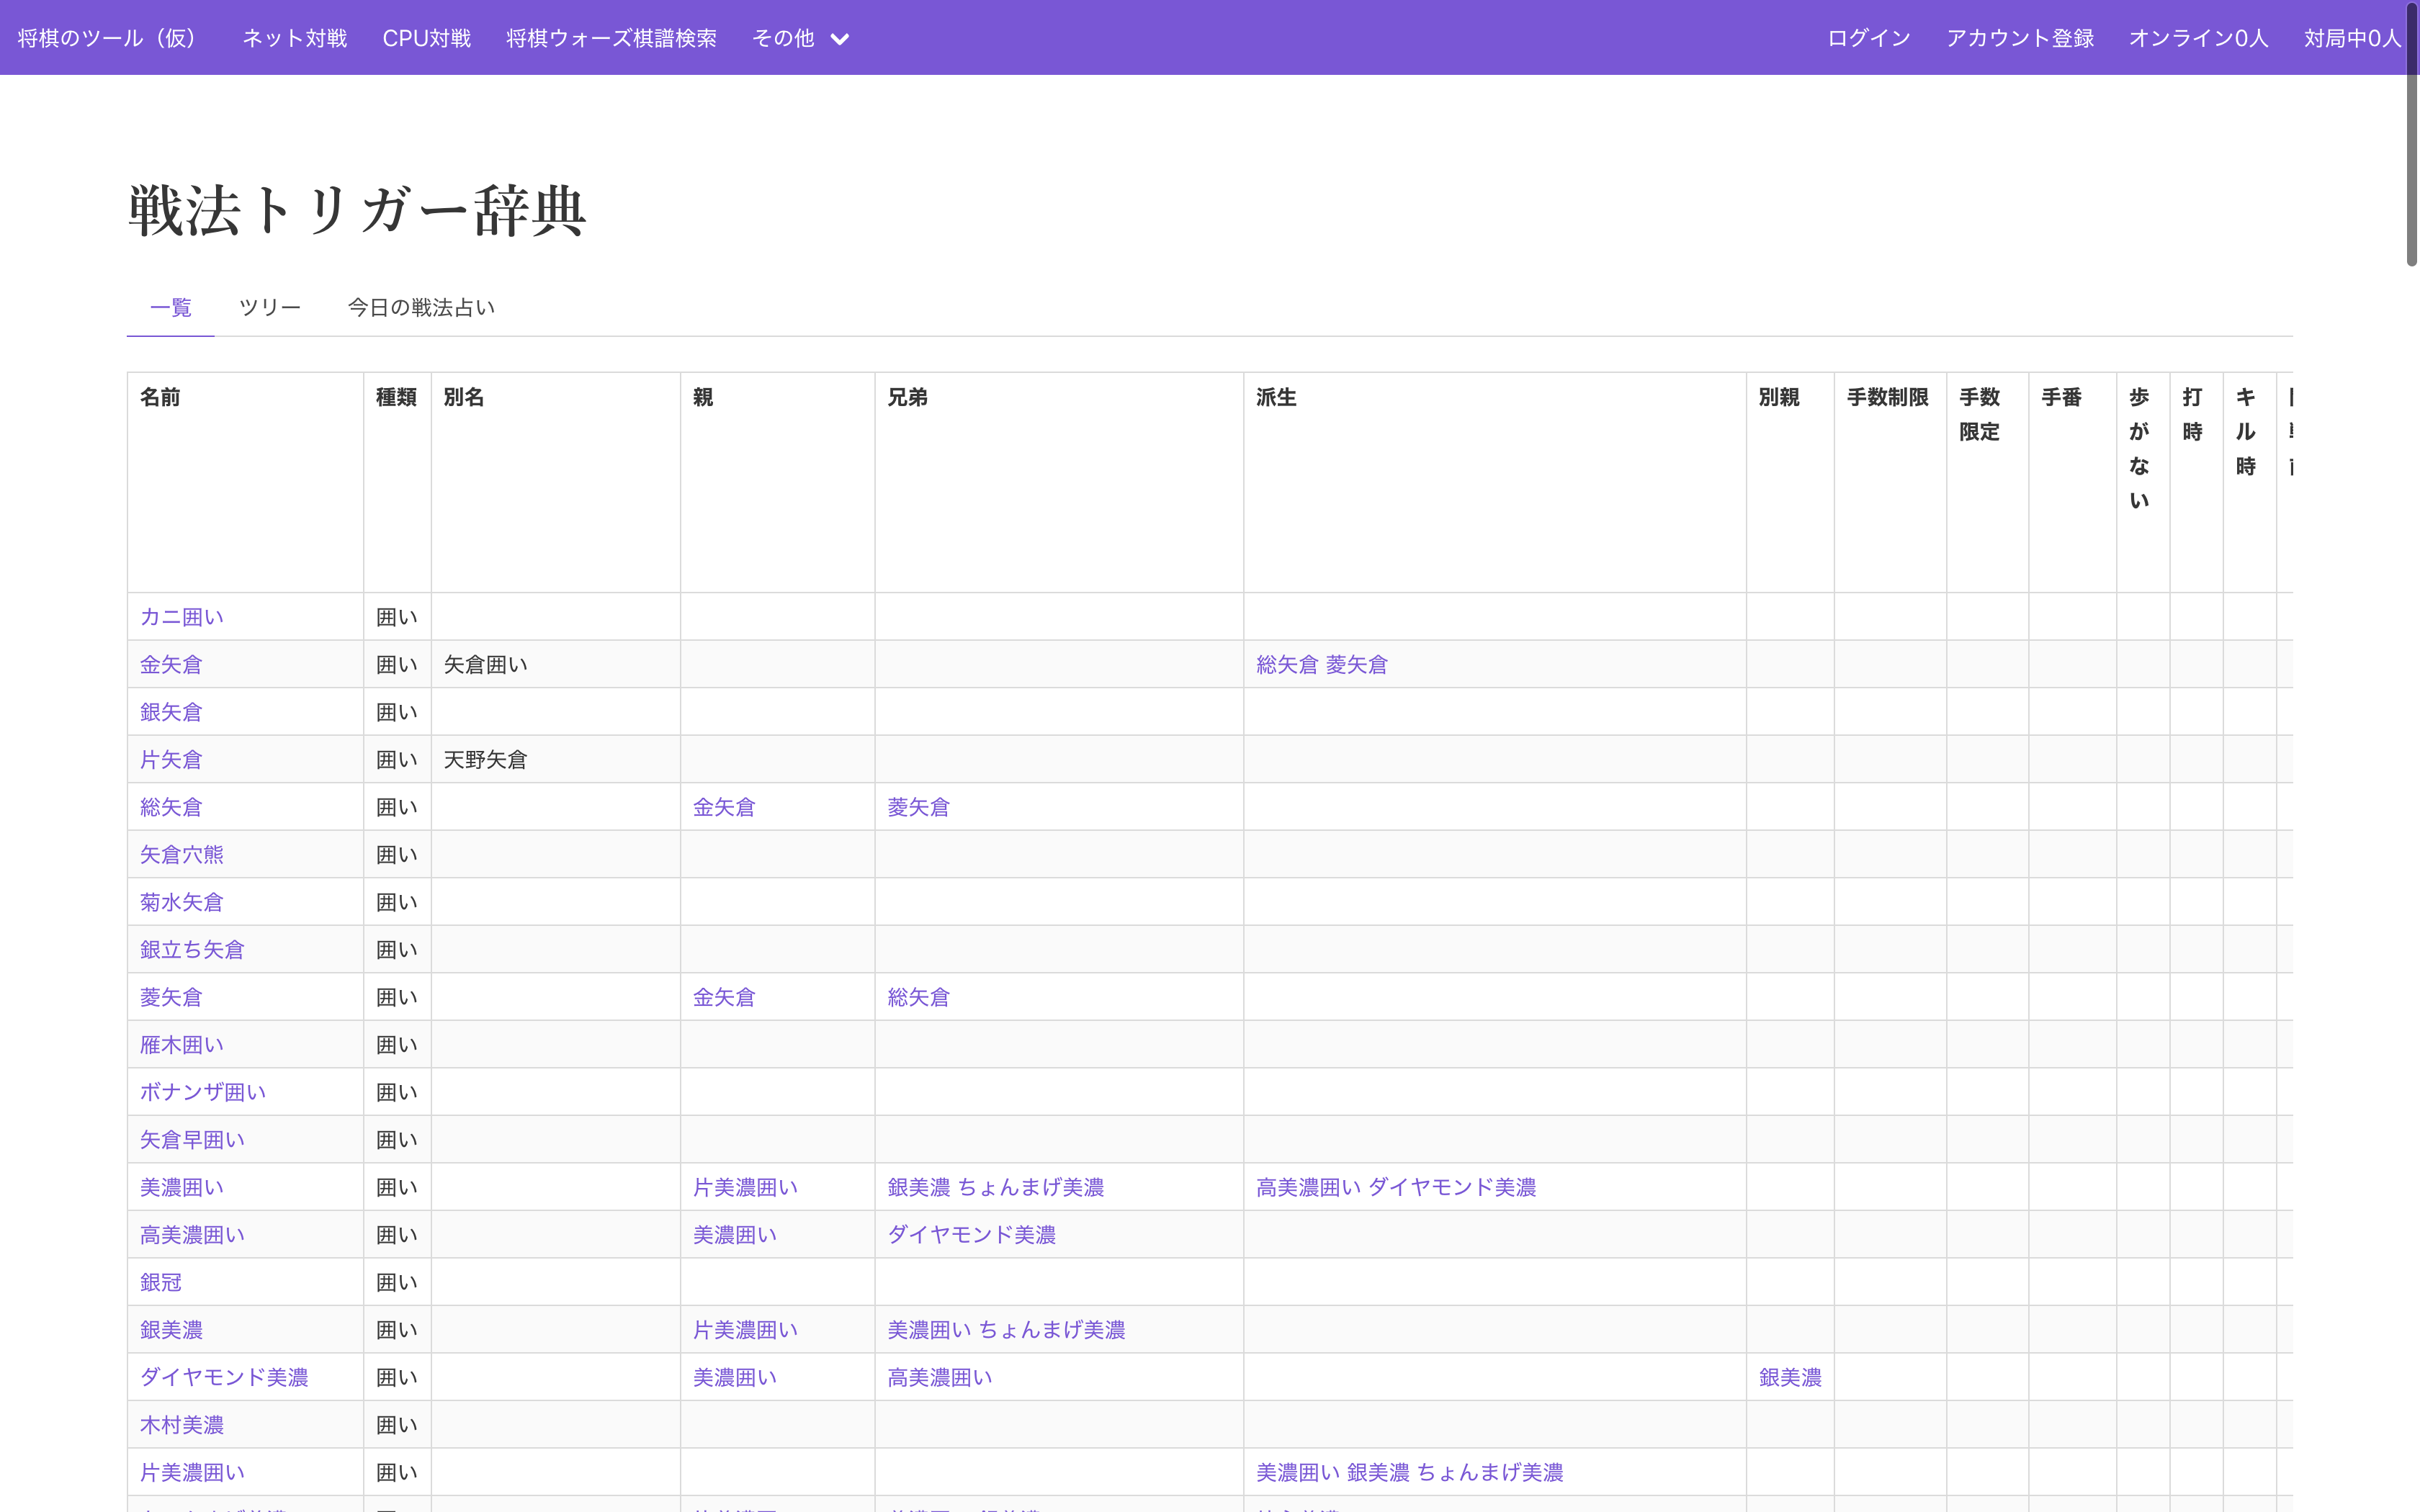 将棋のツール（仮） ネット対戦 CPU対戦 将棋ウォーズ棋譜検索 その他 ログイン アカウント登録 オンライン0人 対局中0人
戦法トリガー辞典
一覧 ツリー 今日の戦法占い
名前 種類 別名 親 兄弟 派生 別親 手数制限 手数限定 手番 歩がない 打時 キル時
カニ囲い 囲い
金矢倉 囲い 矢倉囲い 総矢倉 菱矢倉
銀矢倉 囲い
片矢倉 囲い 天野矢倉
総矢倉 囲い 金矢倉 菱矢倉
矢倉穴熊 囲い
菊水矢倉 囲い
銀立ち矢倉 囲い
菱矢倉 囲い 金矢倉 総矢倉
雁木囲い 囲い
ボナンザ囲い 囲い
矢倉早囲い 囲い
美濃囲い 囲い 片美濃囲い 銀美濃 ちょんまげ美濃 高美濃囲い ダイヤモンド美濃
高美濃囲い 囲い 美濃囲い ダイヤモンド美濃
銀冠 囲い
銀美濃 囲い 片美濃囲い 美濃囲い ちょんまげ美濃
ダイヤモンド美濃 囲い 美濃囲い 高美濃囲い 銀美濃
木村美濃 囲い
片美濃囲い 囲い 美濃囲い 銀美濃 ちょんまげ美濃